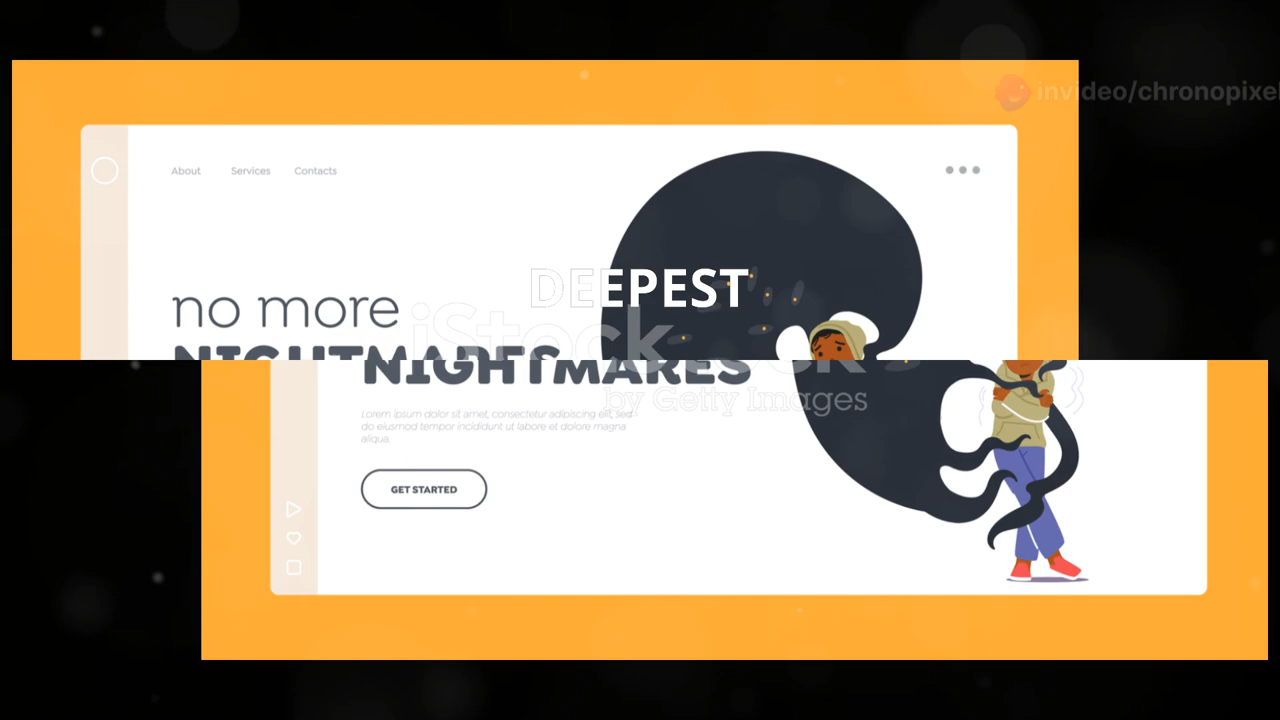 invideo/chronopixel
About Services Contacts
DEEPEST
no more
NIGHTMARES
iStock
by Getty Images
Lorem ipsum dolor sit amet, consectetur adipiscing elit, sed
do eiusmod tempor incididunt ut labore et dolore magna
aliqua.
GET STARTED